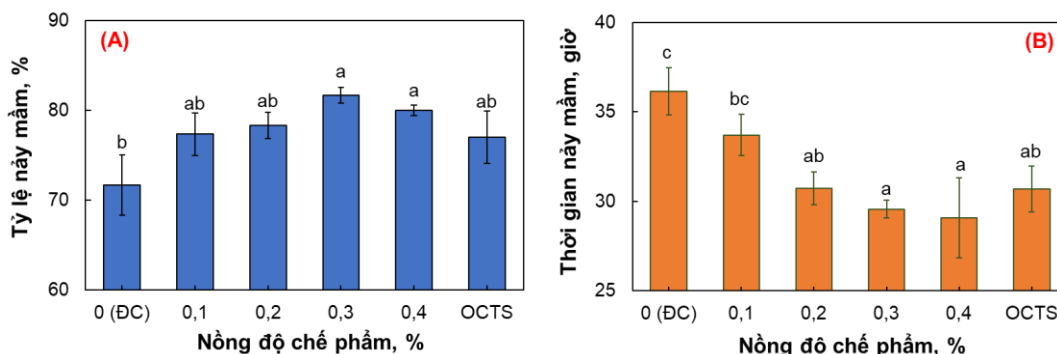 (A)
Tỷ lệ nảy mầm, %
90
80
70
60
b
ab
ab
a
a
ab
0 (ĐC) 0,1 0,2 0,3 0,4 OCTS
Nồng độ chế phẩm, %
(B)
Thời gian nảy mầm, giờ
40
35
30
25
c
bc
ab
a
a
ab
0 (ĐC) 0,1 0,2 0,3 0,4 OCTS
Nồng độ chế phẩm, %